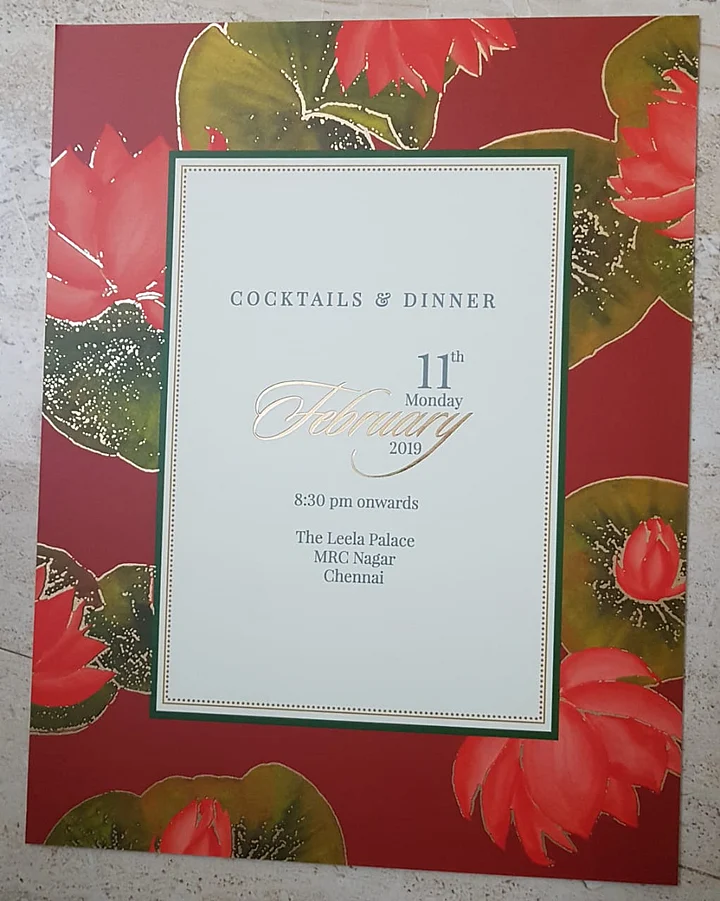 COCKTAILS & DINNER
11th
Monday
February
2019
8:30 pm onwards
The Leela Palace
MRC Nagar
Chennai